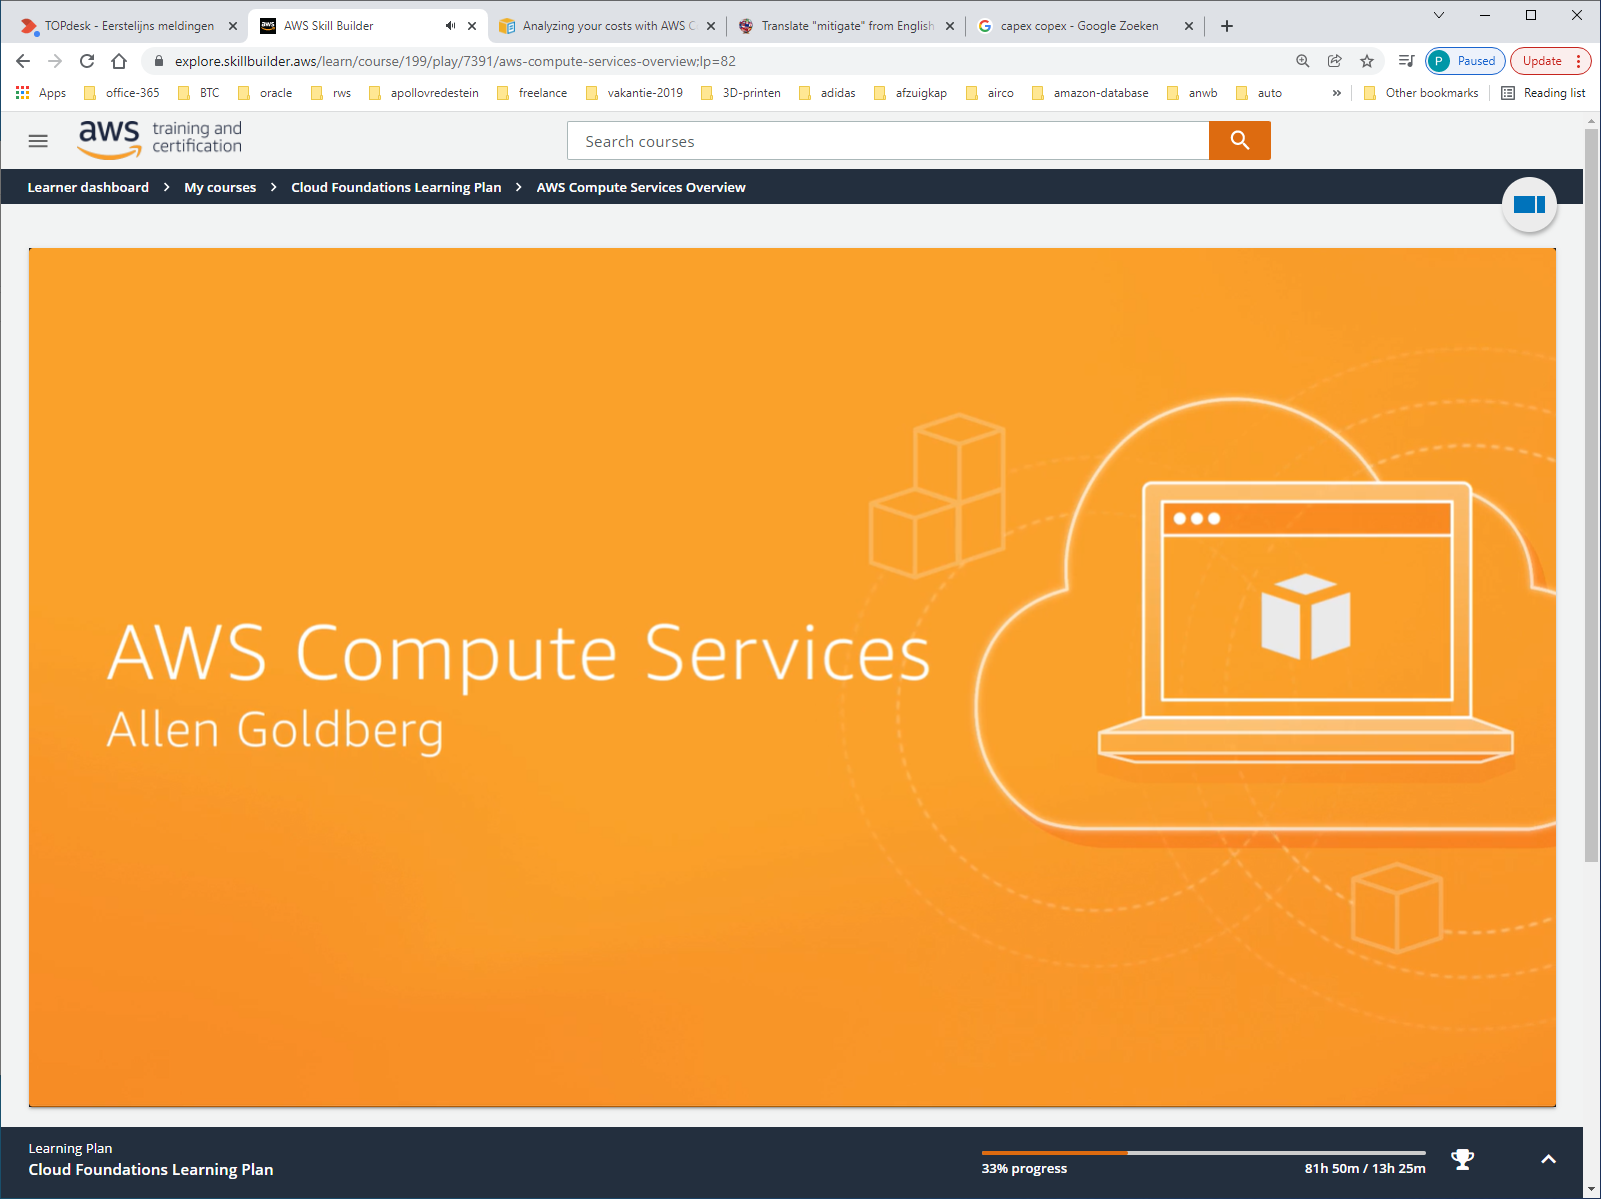 TOPdesk - Eerstelijns meldingen
AWS Skill Builder
Analyzing your costs with AWS C
Translate "mitigate" from English
capex copex - Google Zoeken
explore.skillbuilder.aws/learn/course/199/play/7391/aws-compute-services-overview;lp=82
P Paused
Update
Apps office-365 BTC oracle rws apollovredestein freelance vakantie-2019 3D-printen adidas afzuigkap airco amazon-database anwb auto » Other bookmarks Reading list
aws training and certification
Search courses
Learner dashboard > My courses > Cloud Foundations Learning Plan > AWS Compute Services Overview
AWS Compute Services
Allen Goldberg
Learning Plan
Cloud Foundations Learning Plan
33% progress
81h 50m / 13h 25m